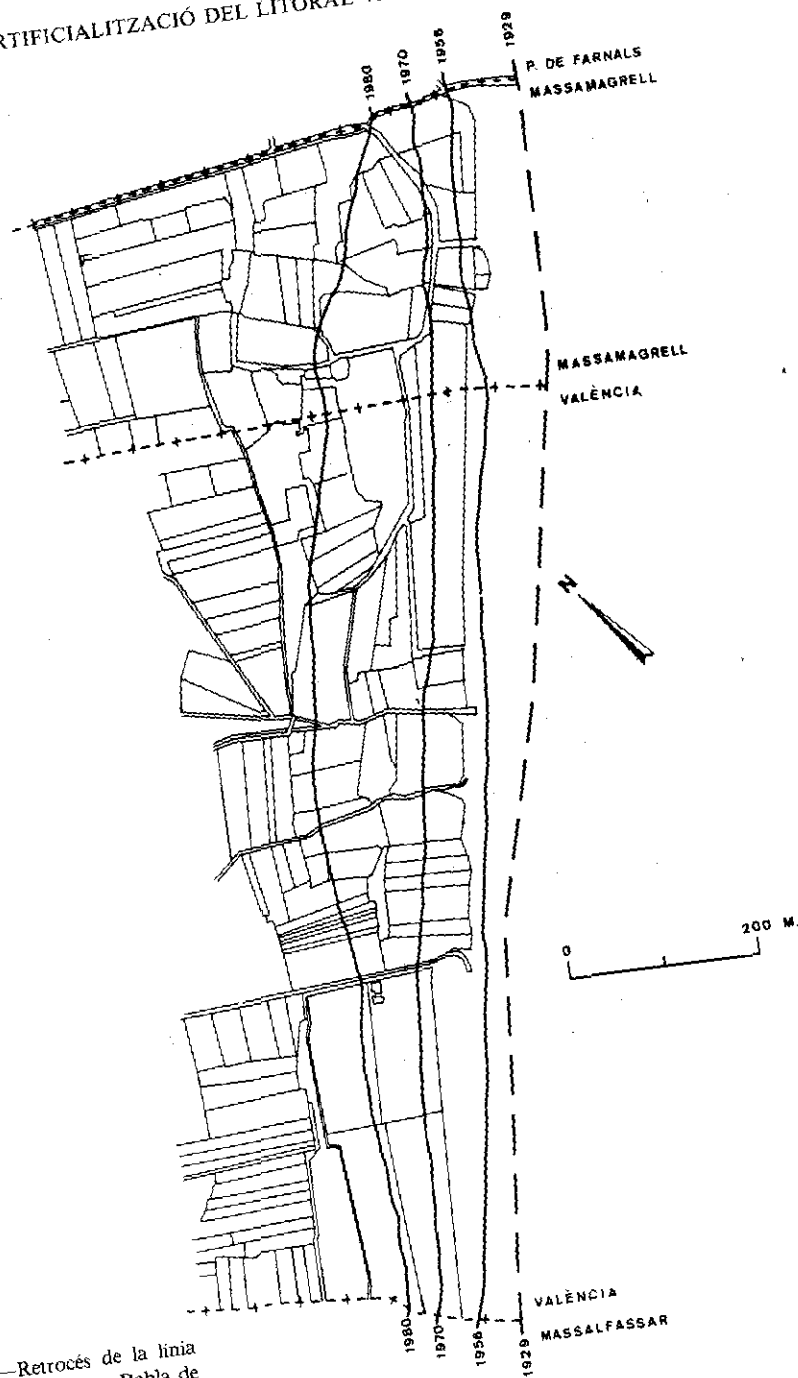 RTIFICIALITZACIÓ DEL LITORAL
1980
1970
1956
1929
P. DE FARNALS
MASSAMAGRELL
MASSAMAGRELL
VALÈNCIA
N
0
200 M.
VALÈNCIA
MASSALFASSAR
1980
1970
1956
1929
—Retrocés de la línia
Pobla de